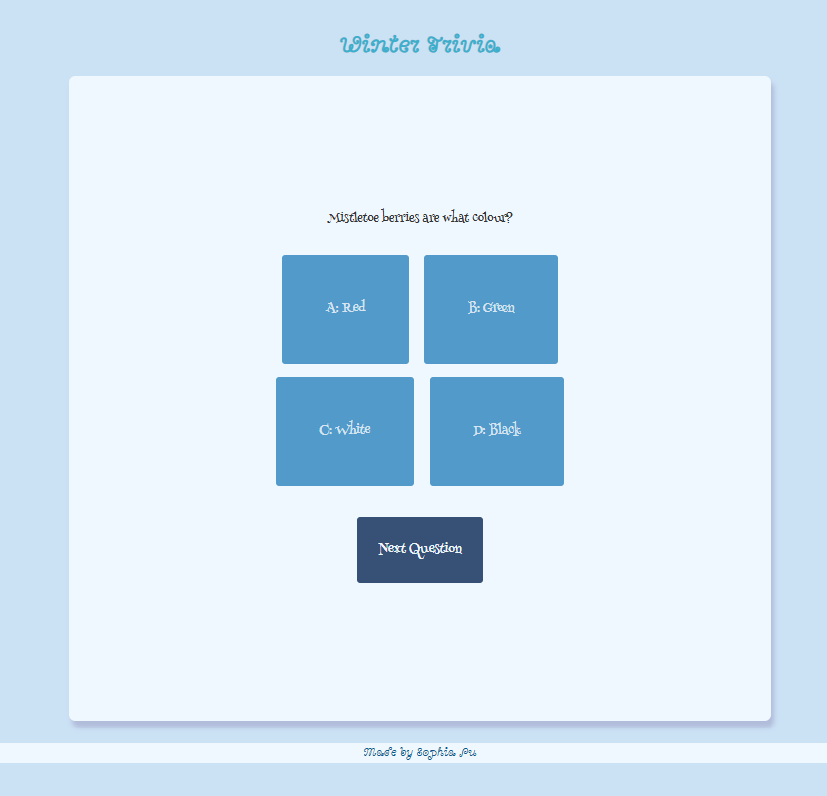 Winter Trivia
Mistletoe berries are what colour?
A: Red
B: Green
C: White
D: Black
Next Question
Made by Sophia Pu